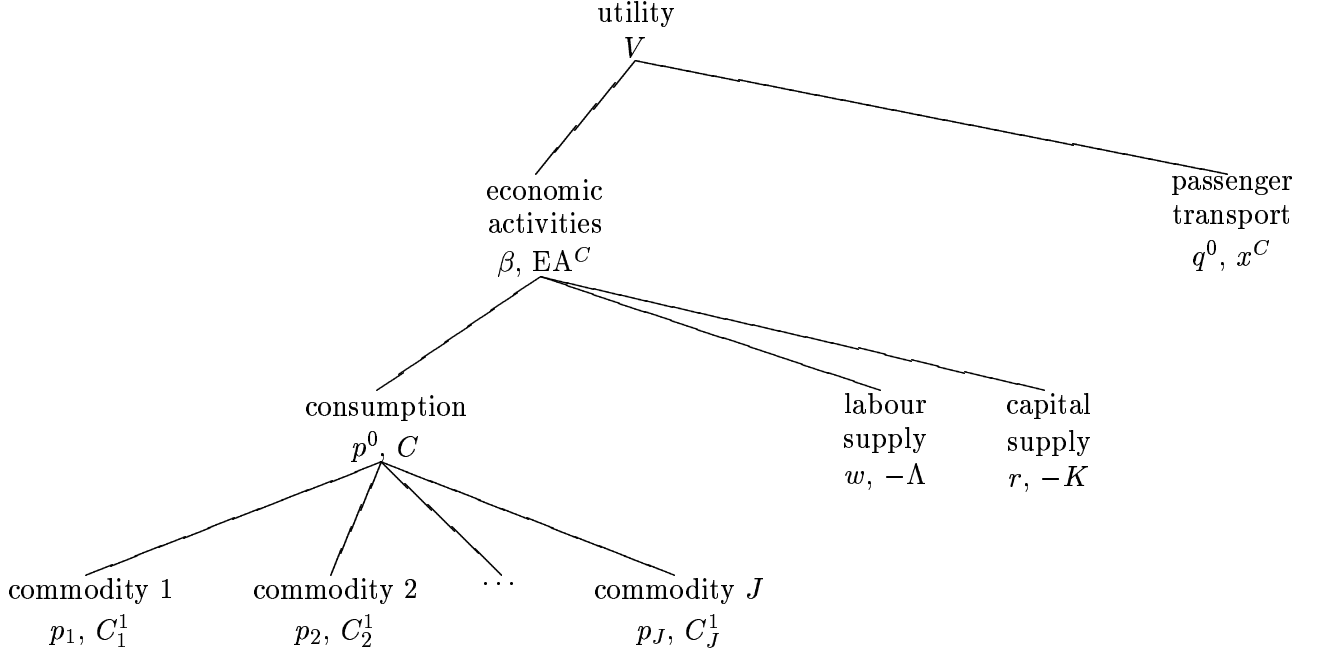 utility
V
economic
activities
β, EA^C
passenger
transport
q^0, x^C
consumption
p^0, C
labour
supply
w, −Λ
capital
supply
r, −K
commodity 1
p_1, C_1^1
commodity 2
p_2, C_2^1
· · ·
commodity J
p_J, C_J^1